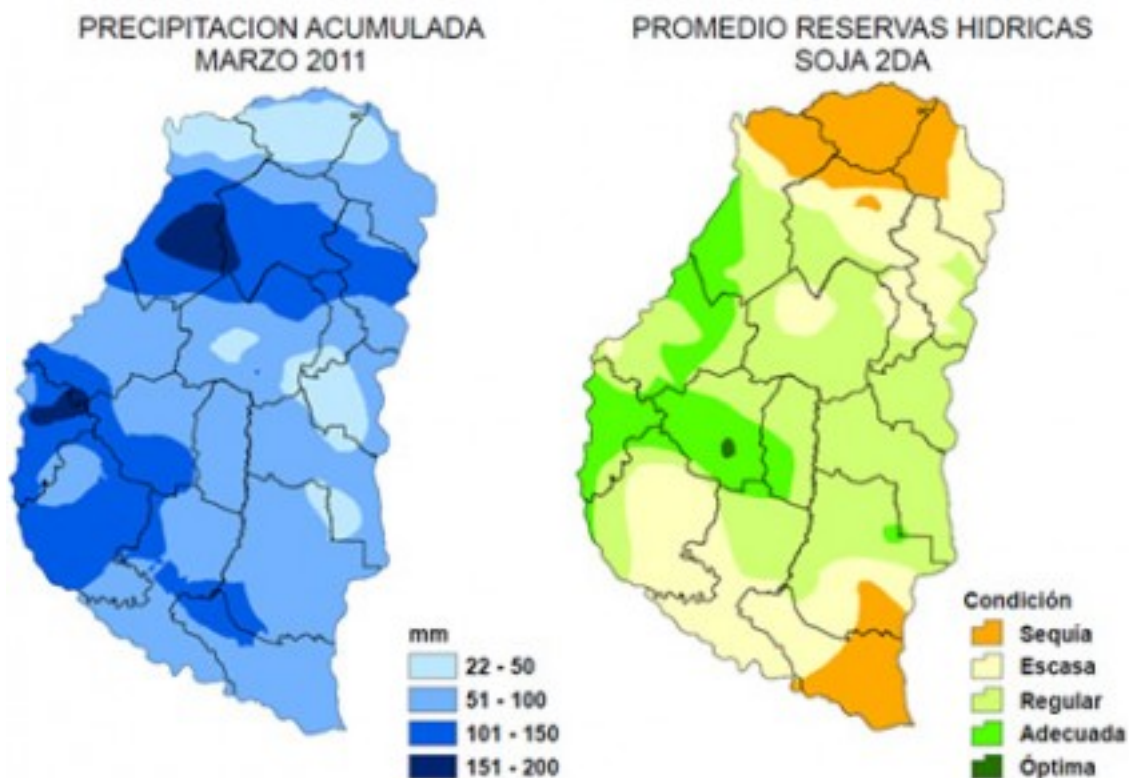 PRECIPITACION ACUMULADA
MARZO 2011
PROMEDIO RESERVAS HIDRICAS
SOJA 2DA
mm
22 - 50
51 - 100
101 - 150
151 - 200
Condición
Sequía
Escasa
Regular
Adecuada
Óptima